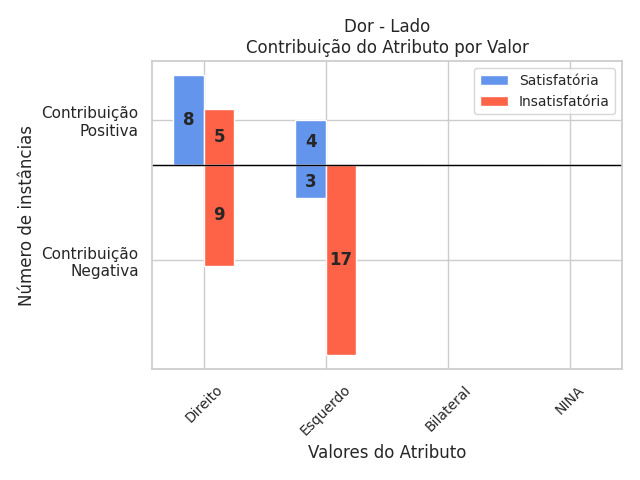 Dor - Lado
Contribuição do Atributo por Valor
Satisfatória
Insatisfatória
Contribuição
Positiva
Contribuição
Negativa
Número de instâncias
8
5
9
4
3
17
Direito
Esquerdo
Bilateral
NINA
Valores do Atributo